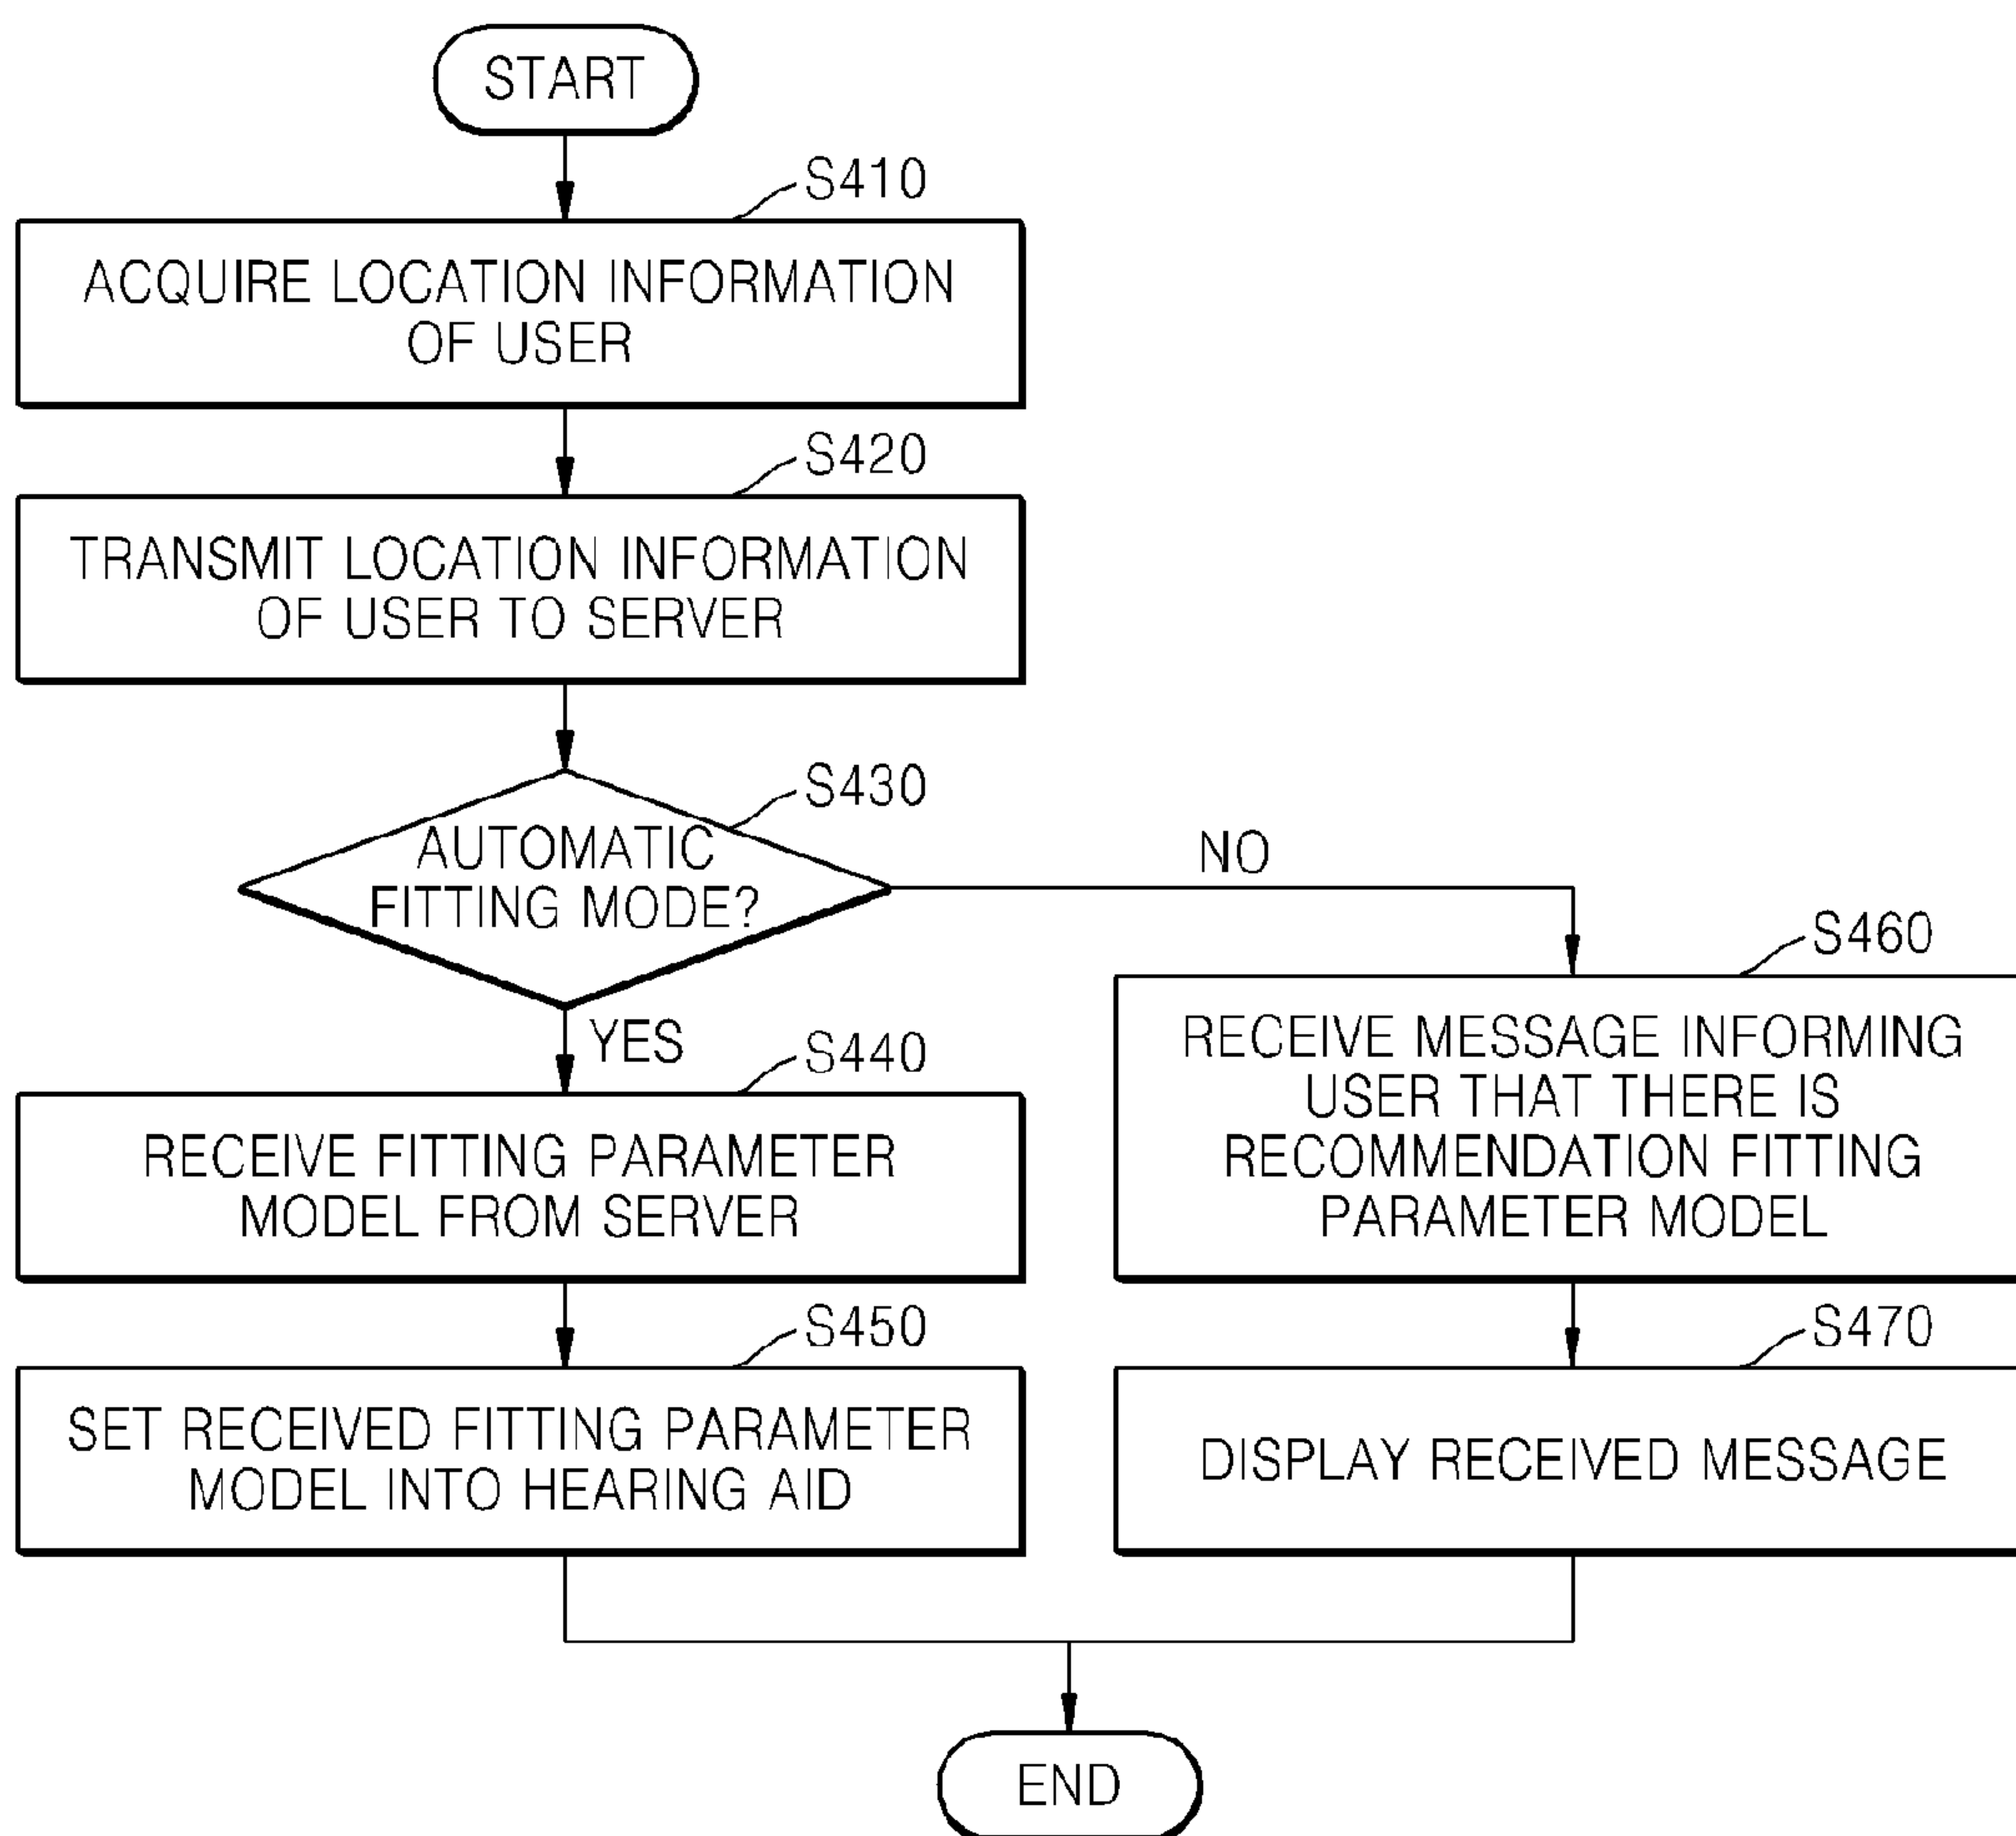 START
S410
ACQUIRE LOCATION INFORMATION
OF USER
S420
TRANSMIT LOCATION INFORMATION
OF USER TO SERVER
S430
AUTOMATIC
FITTING MODE?
NO
YES
S440
RECEIVE FITTING PARAMETER
MODEL FROM SERVER
S450
SET RECEIVED FITTING PARAMETER
MODEL INTO HEARING AID
S460
RECEIVE MESSAGE INFORMING
USER THAT THERE IS
RECOMMENDATION FITTING
PARAMETER MODEL
S470
DISPLAY RECEIVED MESSAGE
END